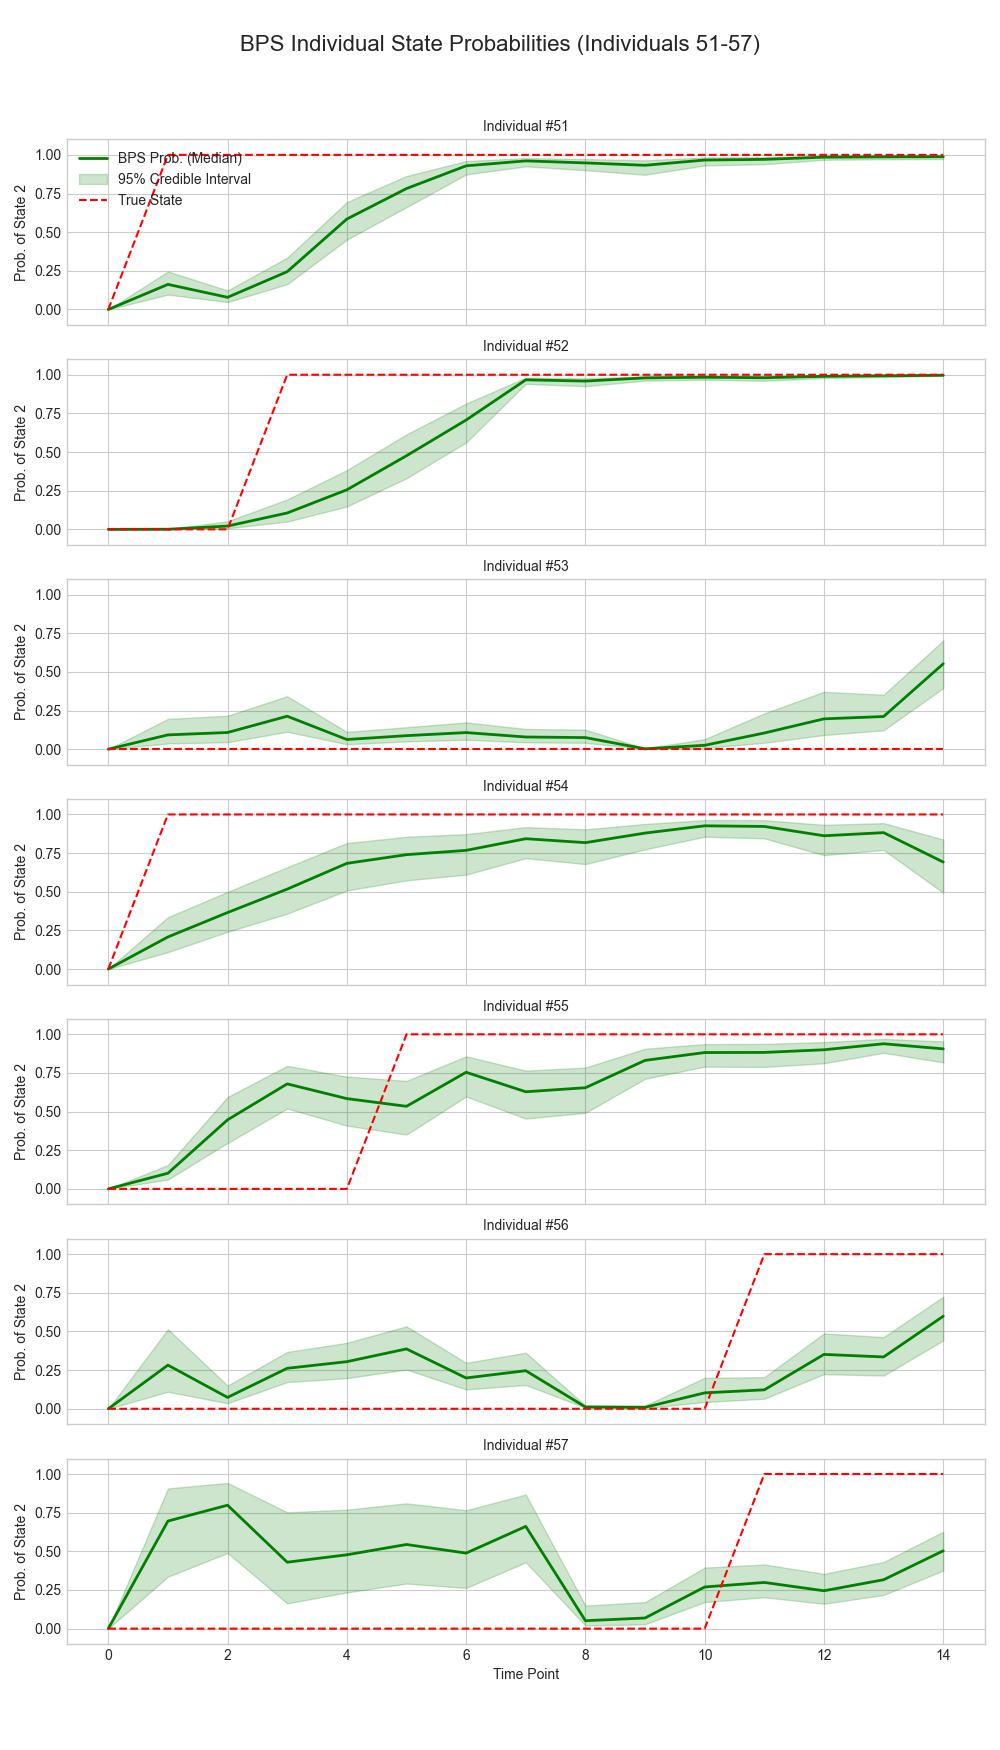 BPS Individual State Probabilities (Individuals 51-57)
Individual #51
BPS Prob. (Median)
95% Credible Interval
True State
Prob. of State 2
1.00
0.75
0.50
0.25
0.00
Individual #52
Prob. of State 2
1.00
0.75
0.50
0.25
0.00
Individual #53
Prob. of State 2
1.00
0.75
0.50
0.25
0.00
Individual #54
Prob. of State 2
1.00
0.75
0.50
0.25
0.00
Individual #55
Prob. of State 2
1.00
0.75
0.50
0.25
0.00
Individual #56
Prob. of State 2
1.00
0.75
0.50
0.25
0.00
Individual #57
Prob. of State 2
1.00
0.75
0.50
0.25
0.00
0 2 4 6 8 10 12 14
Time Point